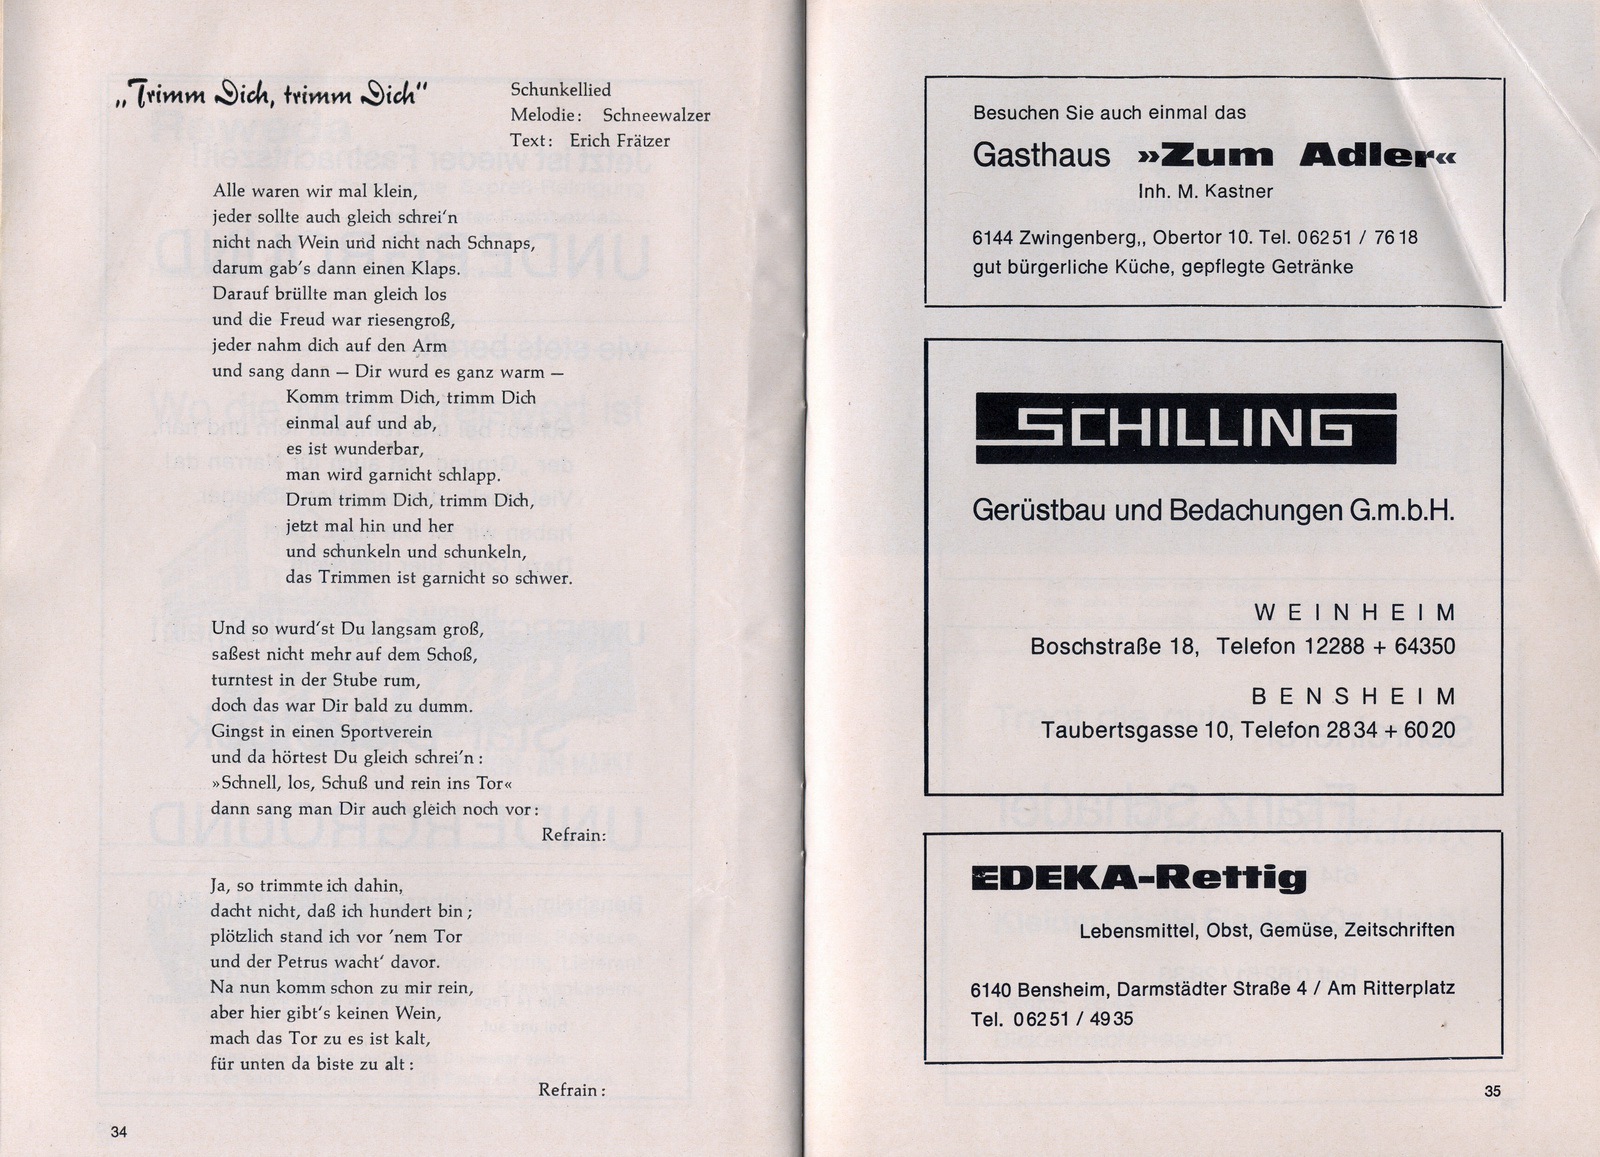 „Trimm Dich, trimm Dich"
Schunkellied
Melodie: Schneewalzer
Text: Erich Frätzer
Alle waren wir mal klein,
jeder sollte auch gleich schrei'n
nicht nach Wein und nicht nach Schnaps,
darum gab's dann einen Klaps.
Darauf brüllte man gleich los
und die Freud war riesengroß,
jeder nahm dich auf den Arm
und sang dann — Dir wurd es ganz warm —
Komm trimm Dich, trimm Dich
einmal auf und ab,
es ist wunderbar,
man wird garnicht schlapp.
Drum trimm Dich, trimm Dich,
jetzt mal hin und her
und schunkeln und schunkeln,
das Trimmen ist garnicht so schwer.
Und so wurd'st Du langsam groß,
saßest nicht mehr auf dem Schoß,
turntest in der Stube rum,
doch das war Dir bald zu dumm.
Gingst in einen Sportverein
und da hörtest Du gleich schrei'n :
»Schnell, los, Schuß und rein ins Tor«
dann sang man Dir auch gleich noch vor :
Refrain:
Ja, so trimmte ich dahin,
dacht nicht, daß ich hundert bin ;
plötzlich stand ich vor 'nem Tor
und der Petrus wacht' davor.
Na nun komm schon zu mir rein,
aber hier gibt's keinen Wein,
mach das Tor zu es ist kalt,
für unten da biste zu alt :
Refrain :
34
Besuchen Sie auch einmal das
Gasthaus »Zum Adler«
Inh. M. Kastner
6144 Zwingenberg,, Obertor 10. Tel. 06251 / 7618
gut bürgerliche Küche, gepflegte Getränke
SCHILLING
Gerüstbau und Bedachungen G.m.b.H.
WEINHEIM
Boschstraße 18, Telefon 12288 + 64350
BENSHEIM
Taubertsgasse 10, Telefon 2834 + 6020
EDEKA-Rettig
Lebensmittel, Obst, Gemüse, Zeitschriften
6140 Bensheim, Darmstädter Straße 4 / Am Ritterplatz
Tel. 06251 / 4935
35